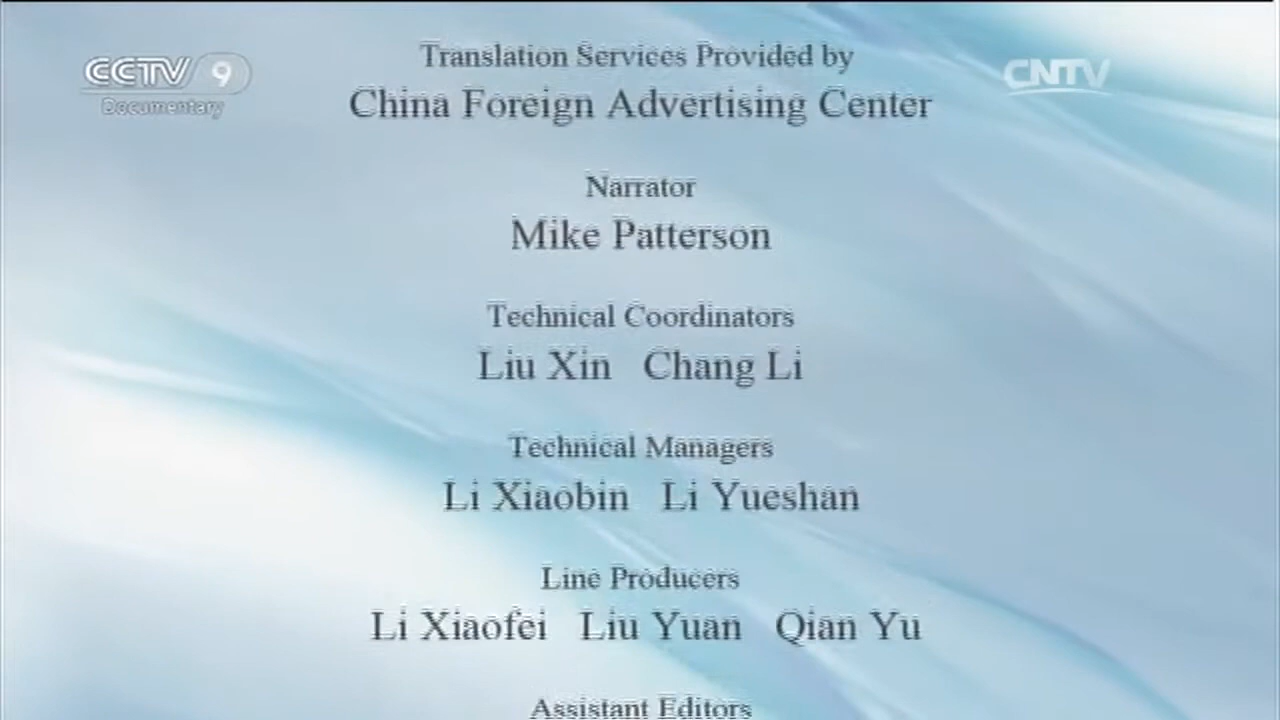 CCTV 9
Documentary
CNTV
Translation Services Provided by
China Foreign Advertising Center
Narrator
Mike Patterson
Technical Coordinators
Liu Xin Chang Li
Technical Managers
Li Xiaobin Li Yueshan
Line Producers
Li Xiaofei Liu Yuan Qian Yu
Assistant Editors